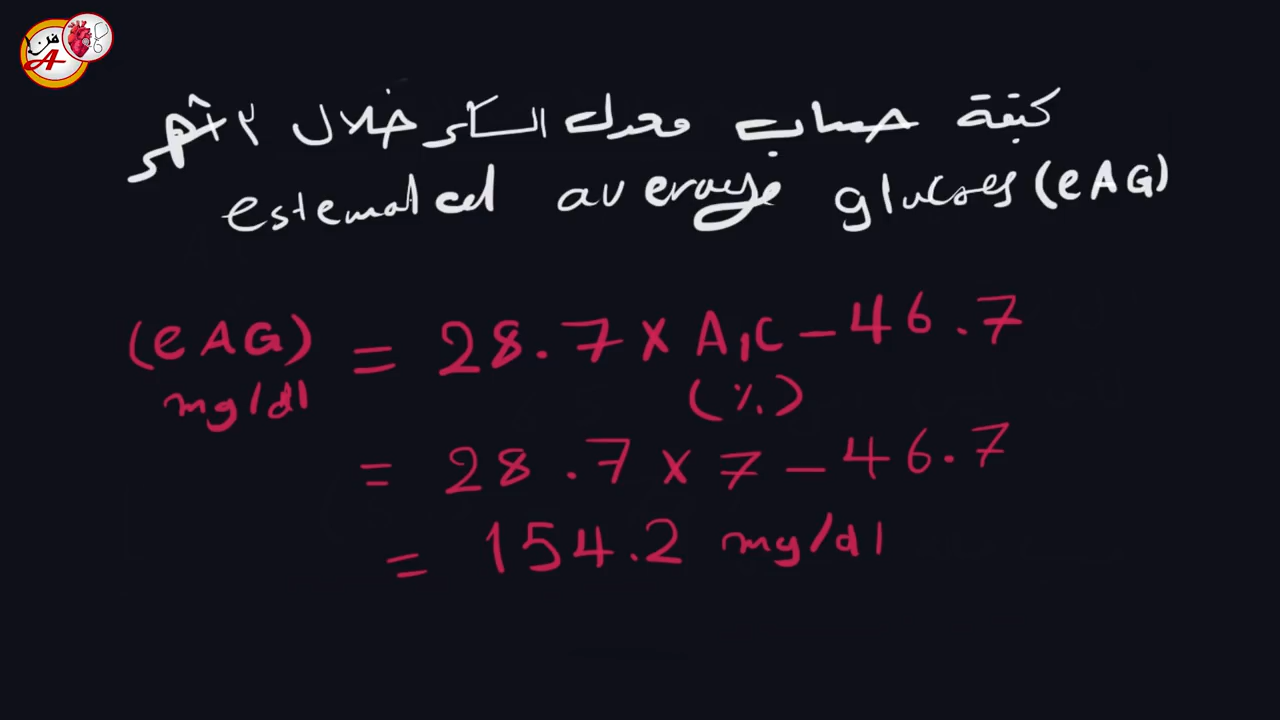 فن
A
كيفية حساب معدل السكر خلال ٣ أشهر
estemated average glucoses (eAG)
(eAG) = 28.7 x A1C - 46.7
mg/dl (%)
= 28.7 x 7 - 46.7
= 154.2 mg/dl